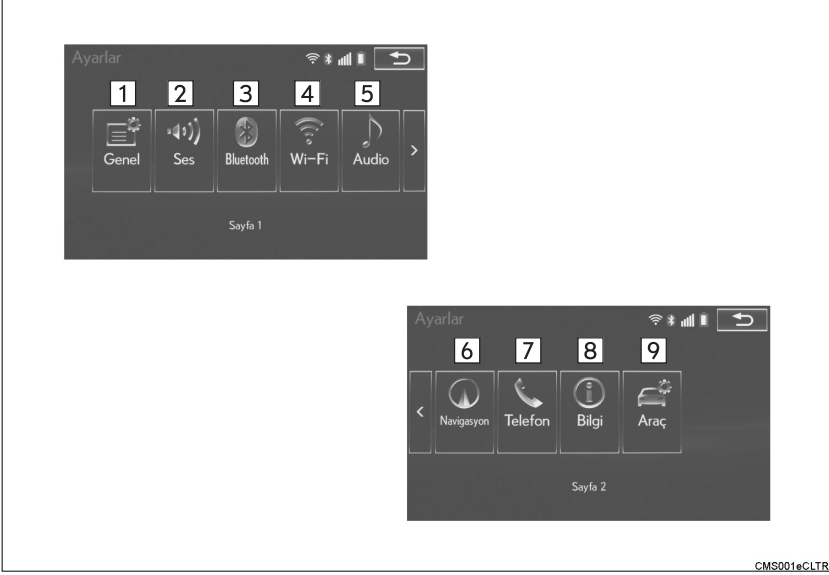 Ayarlar
1 2 3 4 5
Genel Ses Bluetooth Wi-Fi Audio >
Sayfa 1
Ayarlar
6 7 8 9
< Navigasyon Telefon Bilgi Araç
Sayfa 2
CMS001eCLTR